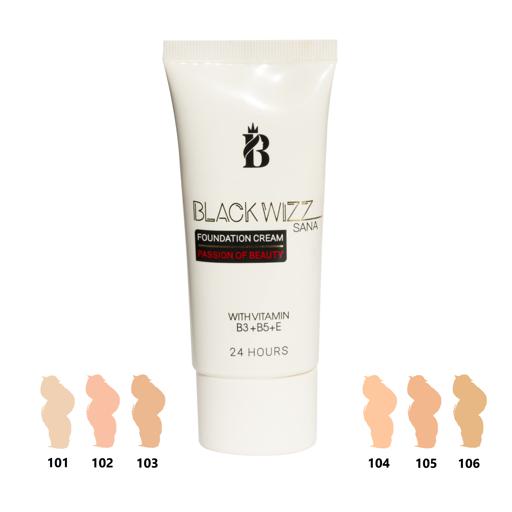 B
BLACK WIZZ
SANA
FOUNDATION CREAM
PASSION OF BEAUTY
WITH VITAMIN
B3+B5+E
24 HOURS
101 102 103 104 105 106